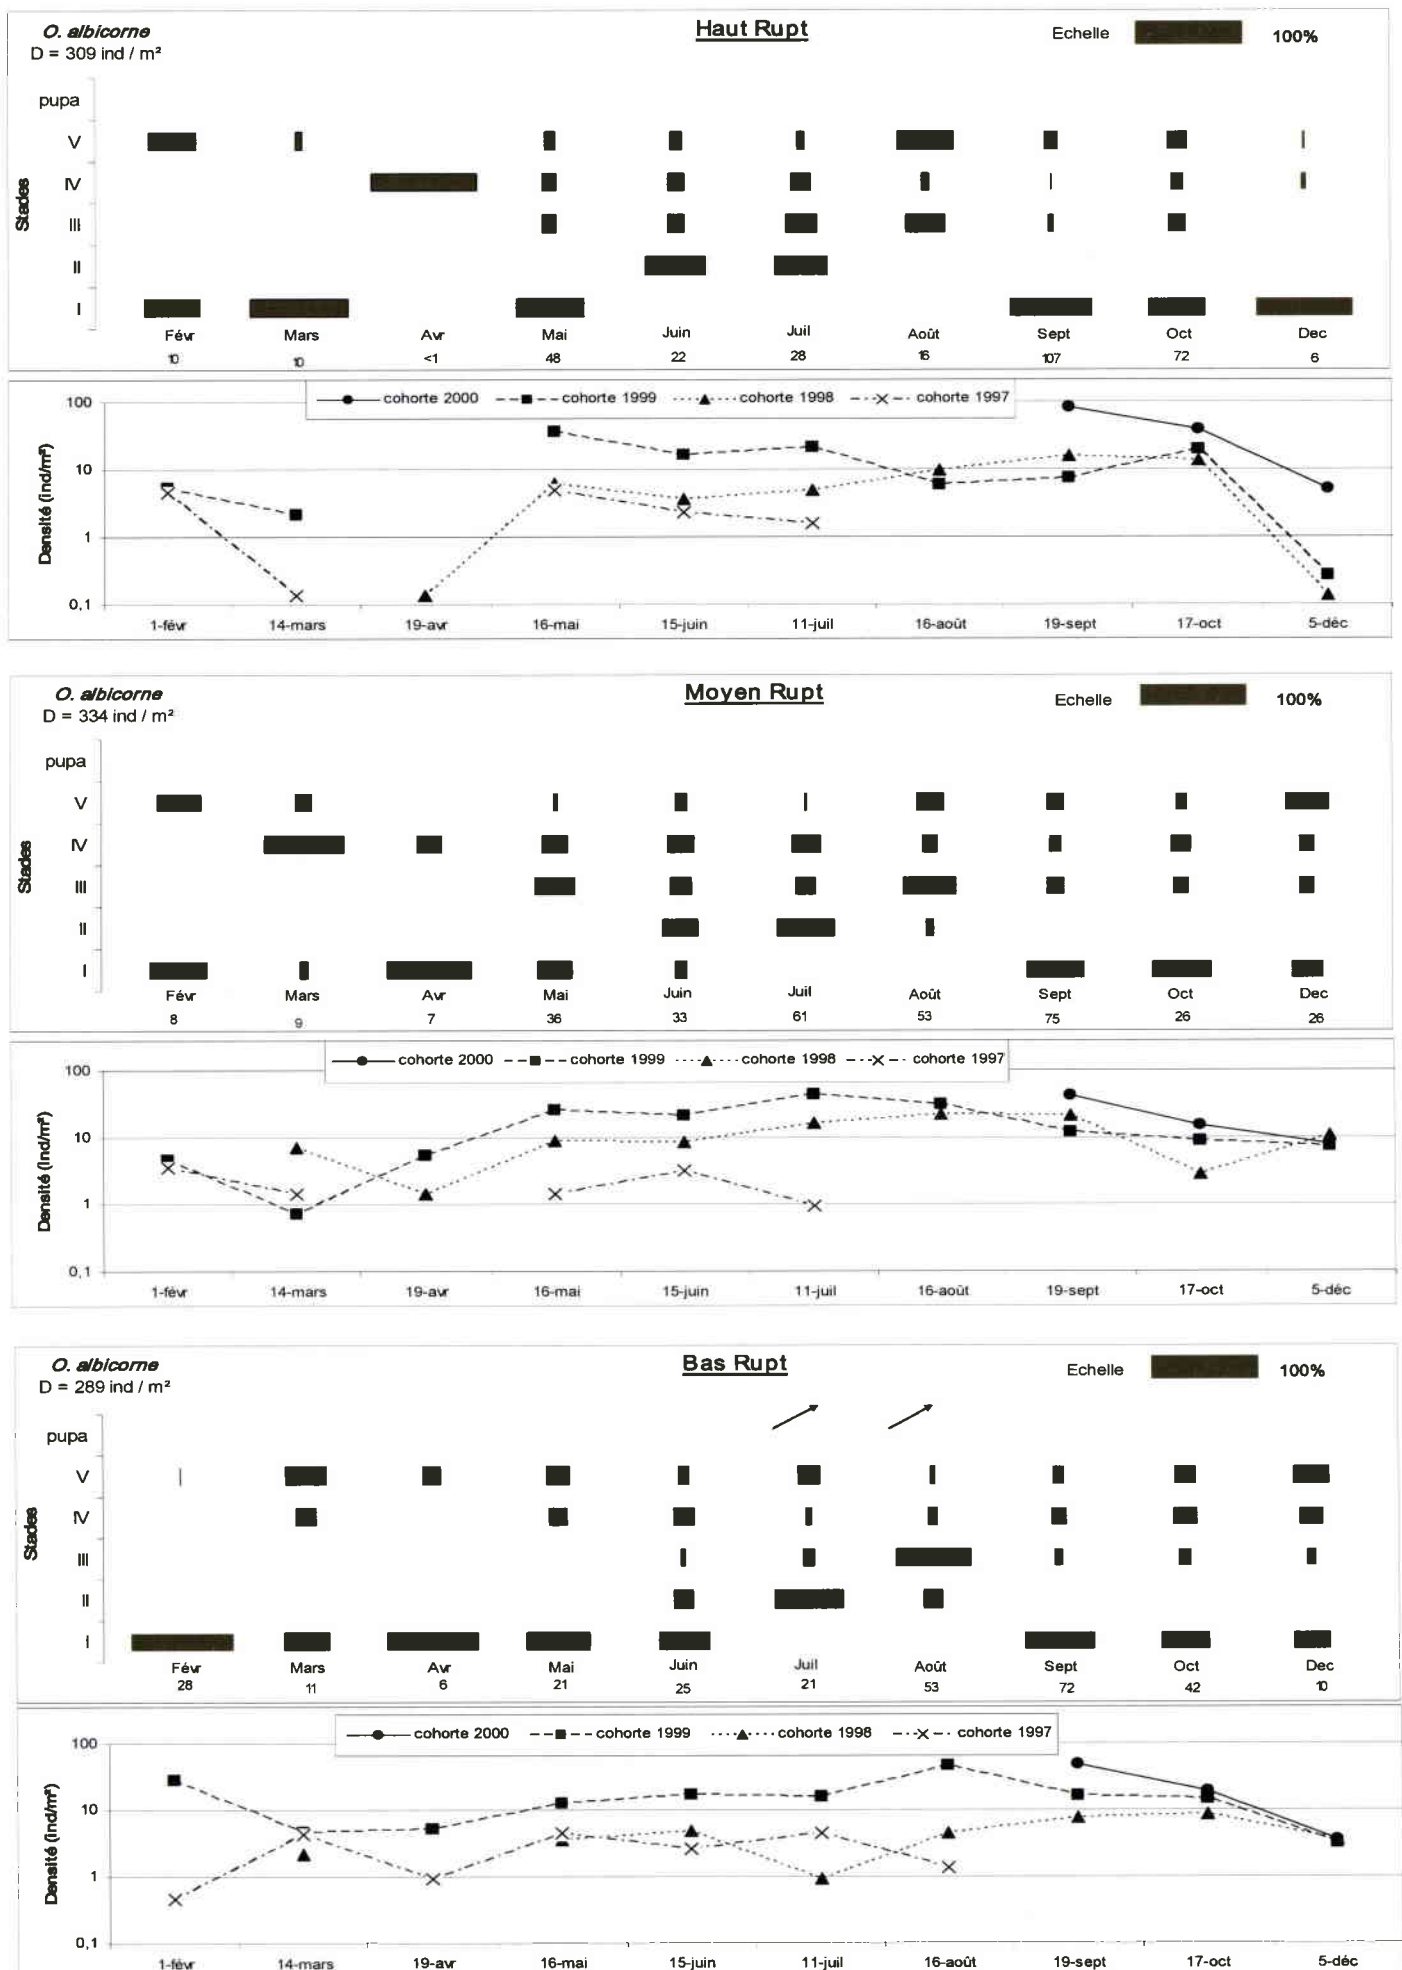 O. albicorne
Haut Rupt
Echelle 100%
D = 309 ind / m²
pupa
V
IV
III
II
I
Stades
Févr Mars Avr Mai Juin Juil Août Sept Oct Dec
10 10 <1 48 22 28 16 107 72 6
cohorte 2000 cohorte 1999 cohorte 1998 cohorte 1997
100
10
1
0,1
Densité (ind/m²)
1-févr 14-mars 19-avr 16-mai 15-juin 11-juil 16-août 19-sept 17-oct 5-déc
O. albicorne
Moyen Rupt
Echelle 100%
D = 334 ind / m²
pupa
V
IV
III
II
I
Stades
Févr Mars Avr Mai Juin Juil Août Sept Oct Dec
8 9 7 36 33 61 53 75 26 26
cohorte 2000 cohorte 1999 cohorte 1998 cohorte 1997
100
10
1
0,1
Densité (ind/m²)
1-févr 14-mars 19-avr 16-mai 15-juin 11-juil 16-août 19-sept 17-oct 5-déc
O. albicorne
Bas Rupt
Echelle 100%
D = 289 ind / m²
pupa
V
IV
III
II
I
Stades
Févr Mars Avr Mai Juin Juil Août Sept Oct Dec
28 11 6 21 25 21 53 72 42 10
cohorte 2000 cohorte 1999 cohorte 1998 cohorte 1997
100
10
1
0,1
Densité (ind/m²)
1-févr 14-mars 19-avr 16-mai 15-juin 11-juil 16-août 19-sept 17-oct 5-déc